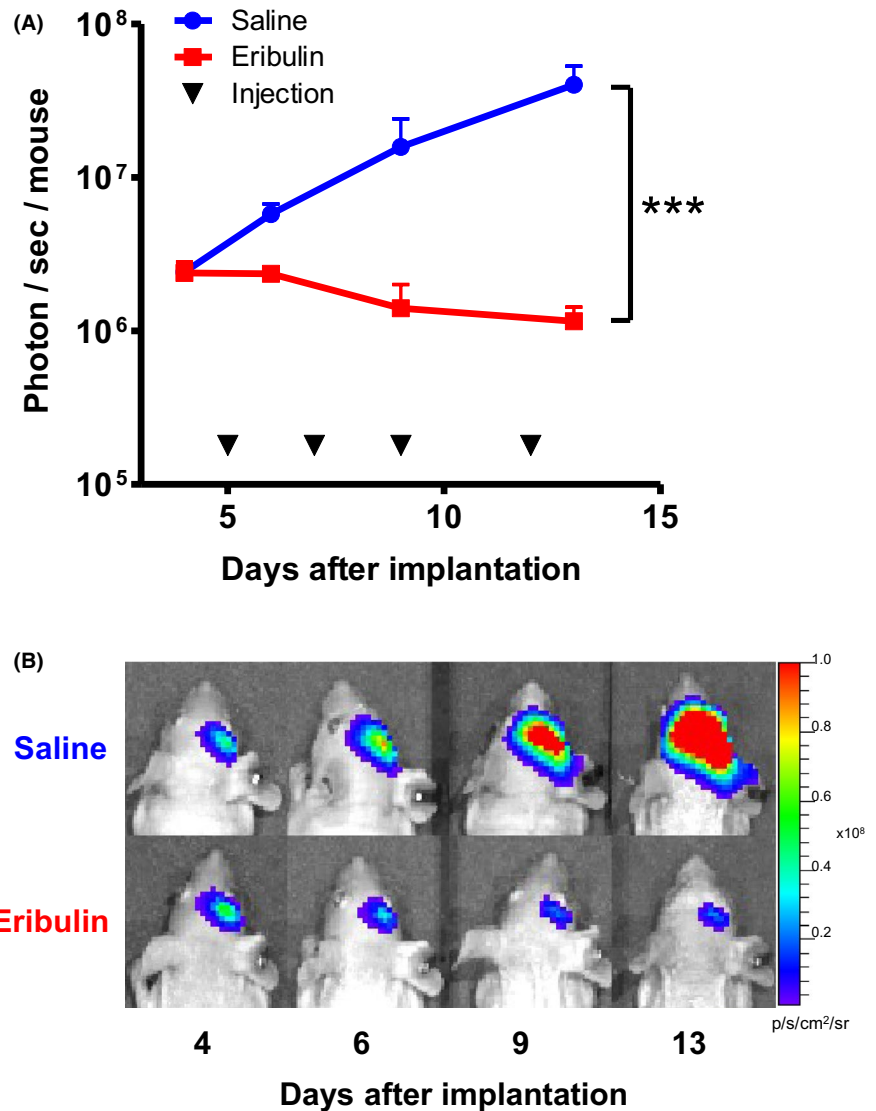 (A)
10⁸
Saline
Eribulin
Injection
10⁷
***
10⁶
10⁵
Photon / sec / mouse
5
10
15
Days after implantation
(B)
Saline
Eribulin
1.0
0.8
0.6
x10⁸
0.4
0.2
p/s/cm²/sr
4
6
9
13
Days after implantation